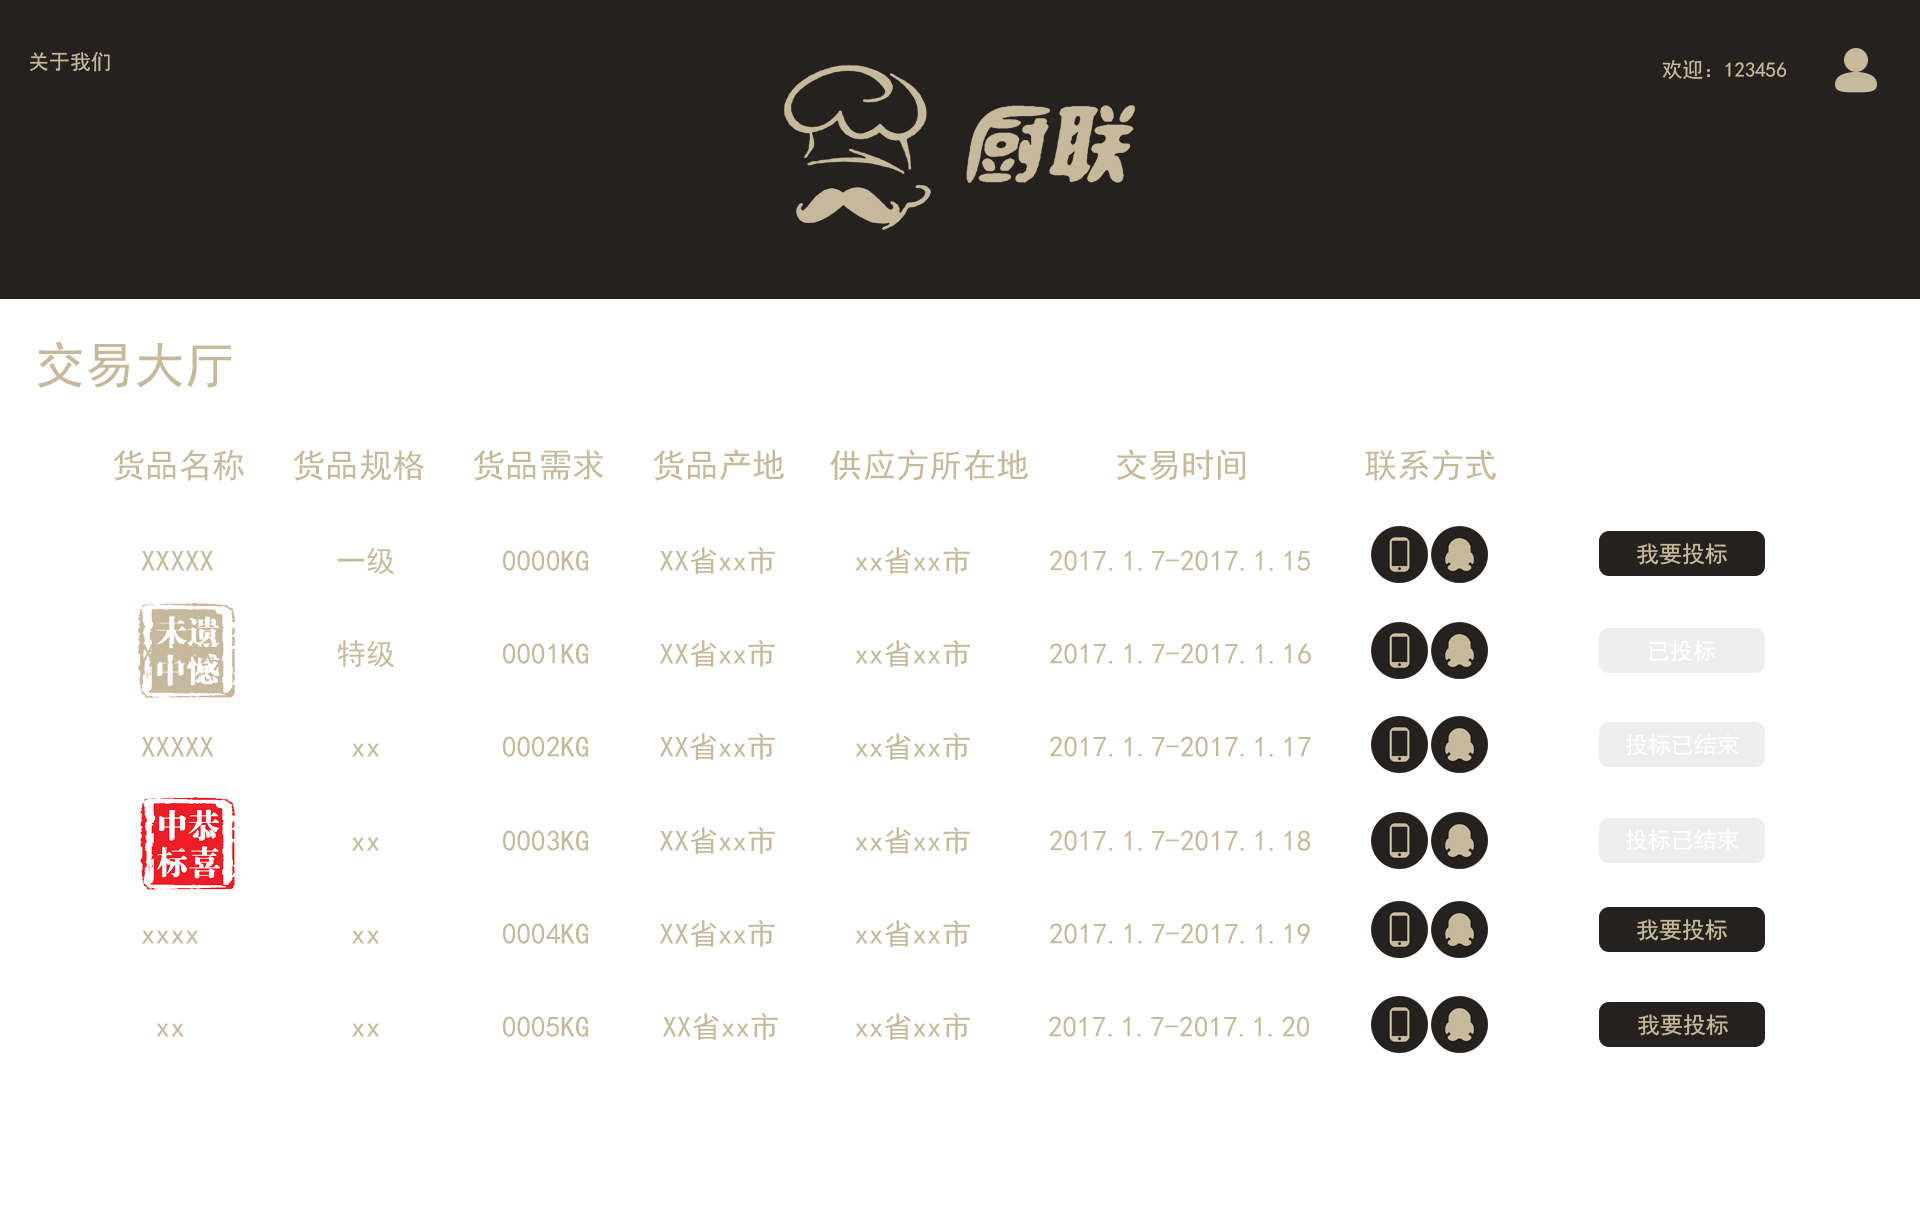 关于我们
厨联
欢迎：123456
交易大厅
货品名称 货品规格 货品需求 货品产地 供应方所在地 交易时间 联系方式
XXXXX 一级 0000KG XX省xx市 xx省xx市 2017.1.7-2017.1.15 我要投标
未遗
中憾
特级 0001KG XX省xx市 xx省xx市 2017.1.7-2017.1.16 已投标
XXXXX xx 0002KG XX省xx市 xx省xx市 2017.1.7-2017.1.17 投标已结束
中恭
标喜
xx 0003KG XX省xx市 xx省xx市 2017.1.7-2017.1.18 投标已结束
xxxx xx 0004KG XX省xx市 xx省xx市 2017.1.7-2017.1.19 我要投标
xx xx 0005KG XX省xx市 xx省xx市 2017.1.7-2017.1.20 我要投标